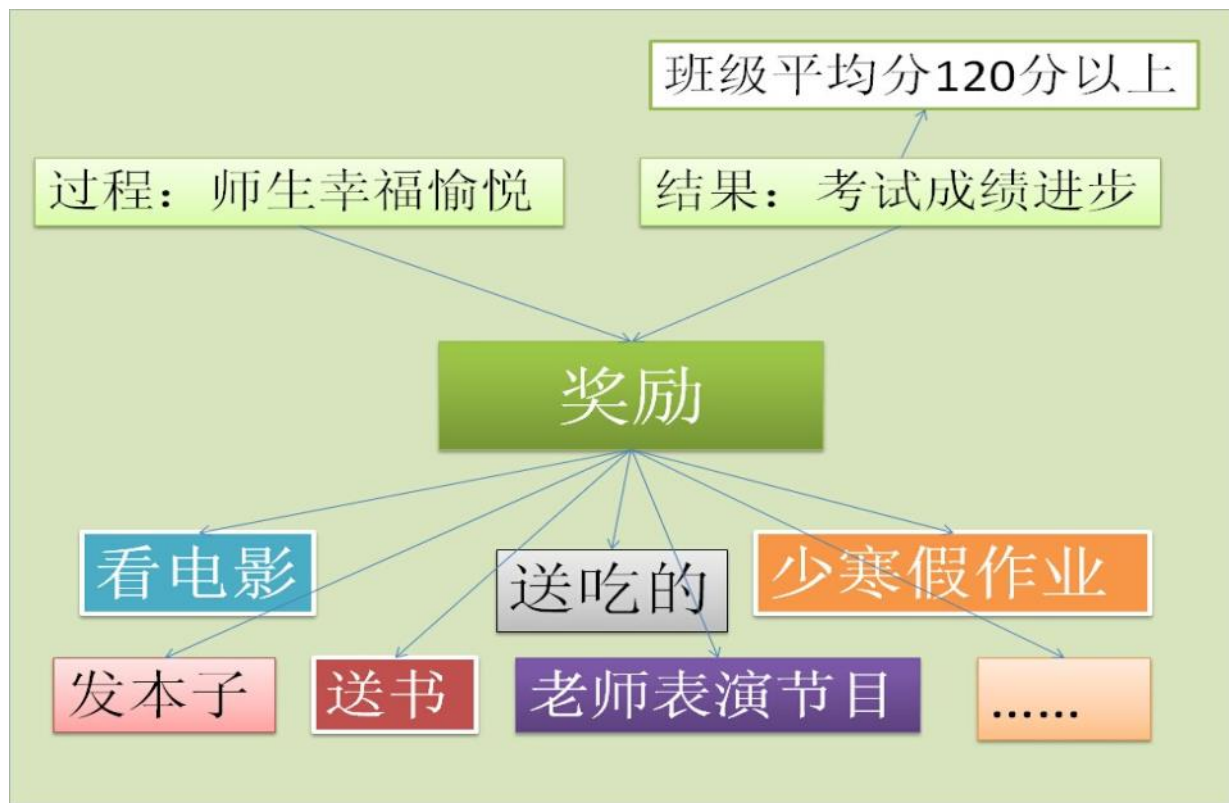 班级平均分120分以上
过程：师生幸福愉悦
结果：考试成绩进步
奖励
看电影
送吃的
少寒假作业
发本子
送书
老师表演节目
……